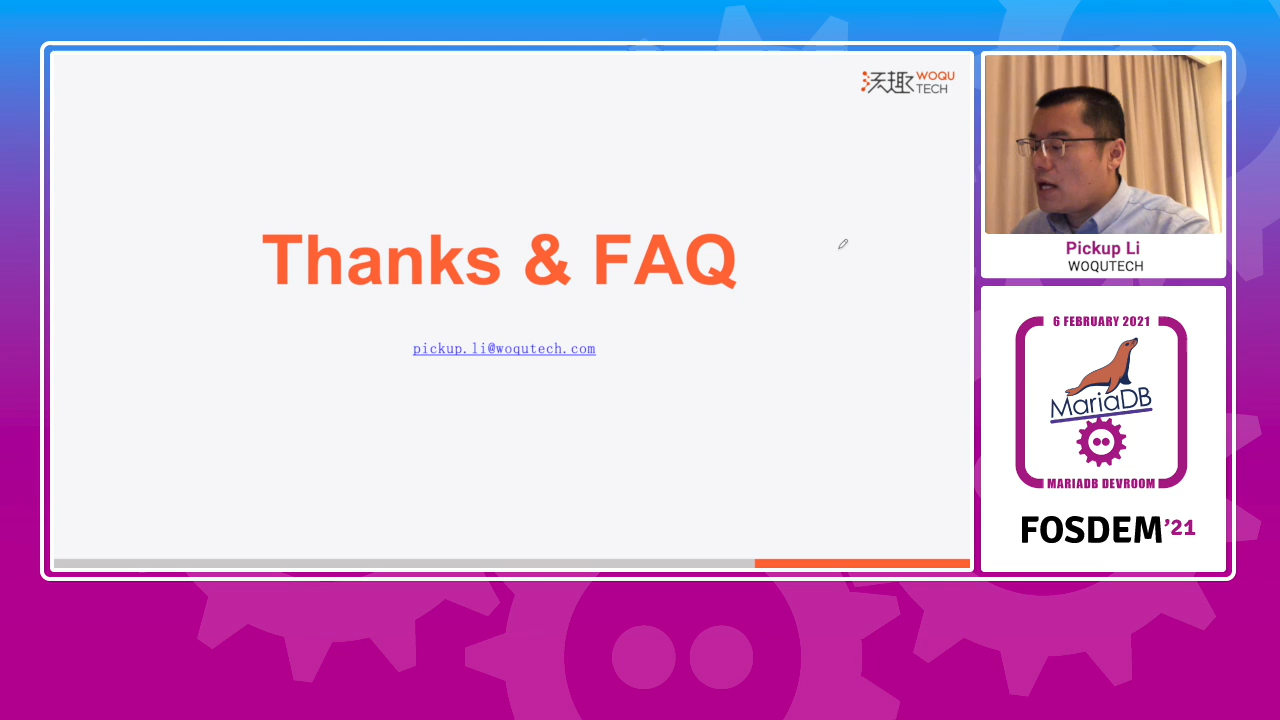 沃趣 WOQU
TECH
Thanks & FAQ
pickup.li@woqutech.com
Pickup Li
WOQUTECH
6 FEBRUARY 2021
MariaDB
MARIADB DEVROOM
FOSDEM'21